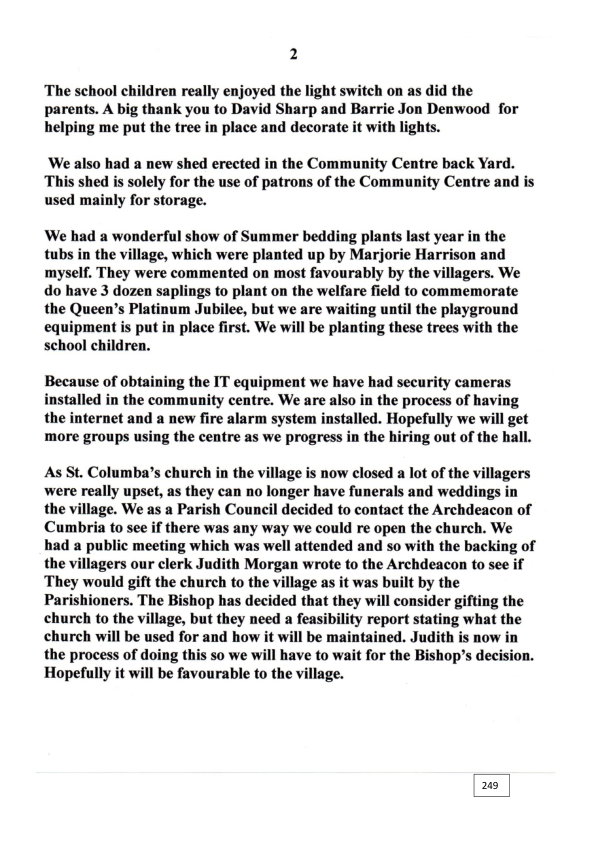 2
The school children really enjoyed the light switch on as did the
parents. A big thank you to David Sharp and Barrie Jon Denwood for
helping me put the tree in place and decorate it with lights.
We also had a new shed erected in the Community Centre back Yard.
This shed is solely for the use of patrons of the Community Centre and is
used mainly for storage.
We had a wonderful show of Summer bedding plants last year in the
tubs in the village, which were planted up by Marjorie Harrison and
myself. They were commented on most favourably by the villagers. We
do have 3 dozen saplings to plant on the welfare field to commemorate
the Queen's Platinum Jubilee, but we are waiting until the playground
equipment is put in place first. We will be planting these trees with the
school children.
Because of obtaining the IT equipment we have had security cameras
installed in the community centre. We are also in the process of having
the internet and a new fire alarm system installed. Hopefully we will get
more groups using the centre as we progress in the hiring out of the hall.
As St. Columba's church in the village is now closed a lot of the villagers
were really upset, as they can no longer have funerals and weddings in
the village. We as a Parish Council decided to contact the Archdeacon of
Cumbria to see if there was any way we could re open the church. We
had a public meeting which was well attended and so with the backing of
the villagers our clerk Judith Morgan wrote to the Archdeacon to see if
They would gift the church to the village as it was built by the
Parishioners. The Bishop has decided that they will consider gifting the
church to the village, but they need a feasibility report stating what the
church will be used for and how it will be maintained. Judith is now in
the process of doing this so we will have to wait for the Bishop's decision.
Hopefully it will be favourable to the village.
249